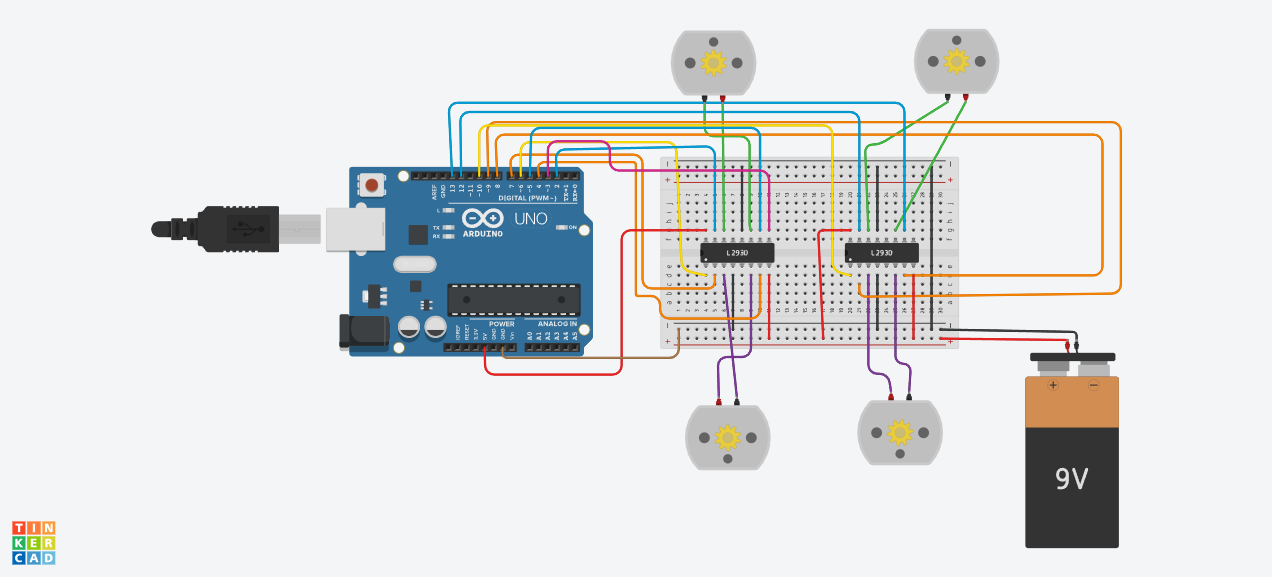 AREF
GND
13
12
~11
~10
~9
8
7
~6
~5
4
~3
2
TX→1
RX←0
DIGITAL (PWM~)
L
TX
RX
UNO
ARDUINO
ON
IOREF
RESET
3.3V
5V
GND
GND
Vin
POWER
ANALOG IN
A0
A1
A2
A3
A4
A5
L293D
L293D
+
−
9V
TIN
KER
CAD